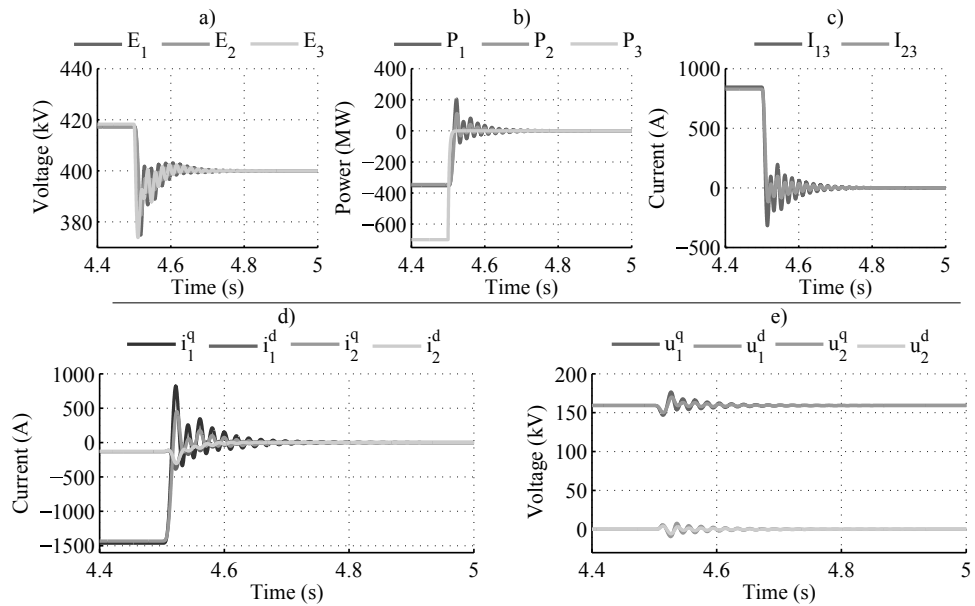 a)
E1 E2 E3
Voltage (kV)
440
420
400
380
4.4 4.6 4.8 5
Time (s)
b)
P1 P2 P3
Power (MW)
400
200
0
−200
−400
−600
4.4 4.6 4.8 5
Time (s)
c)
I13 I23
Current (A)
1000
500
0
−500
4.4 4.6 4.8 5
Time (s)
d)
i1q i1d i2q i2d
Current (A)
1000
500
0
−500
−1000
−1500
4.4 4.6 4.8 5
Time (s)
e)
u1q u1d u2q u2d
Voltage (kV)
200
150
100
50
0
4.4 4.6 4.8 5
Time (s)